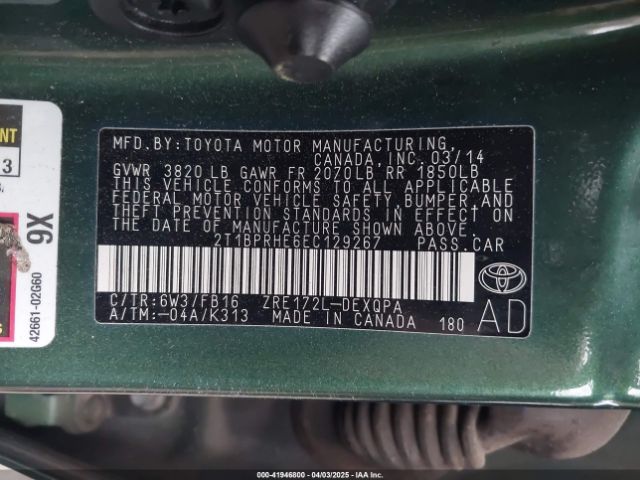 MFD.BY:TOYOTA MOTOR MANUFACTURING,
CANADA,INC.03/14
GVWR 3820LB GAWR FR 2070LB RR 1850LB
THIS VEHICLE CONFORMS TO ALL APPLICABLE
FEDERAL MOTOR VEHICLE SAFETY,BUMPER,AND
THEFT PREVENTION STANDARDS IN EFFECT ON
THE DATE OF MANUFACTURE SHOWN ABOVE.
2T1BPRHE6EC129267 PASS.CAR
C/TR:6W3/FB16 ZRE172L-DEXQPA
A/TM:-04A/K313 MADE IN CANADA 180
AD
9X
42661-02G60
000-41946800 - 04/03/2025 - IAA Inc.